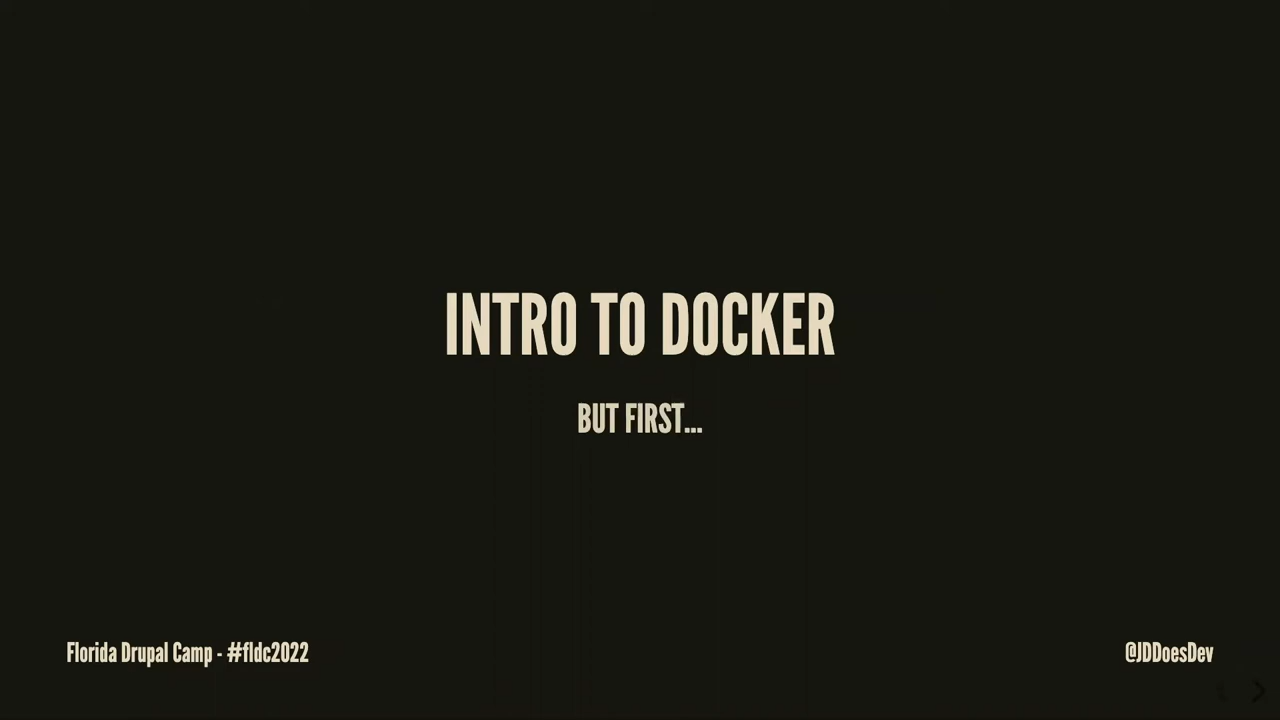 INTRO TO DOCKER
BUT FIRST...
Florida Drupal Camp - #fldc2022
@JDDoesDev